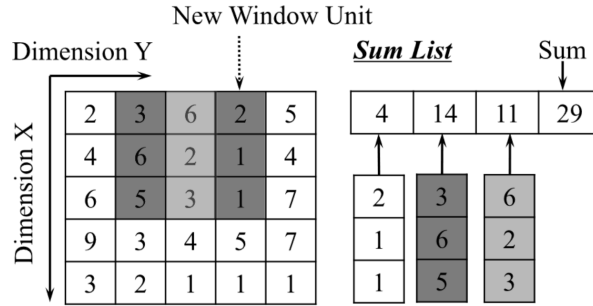 New Window Unit
Dimension Y
Sum List
Sum
Dimension X
2 3 6 2 5
4 6 2 1 4
6 5 3 1 7
9 3 4 5 7
3 2 1 1 1
4 14 11 29
2 3 6
1 6 2
1 5 3